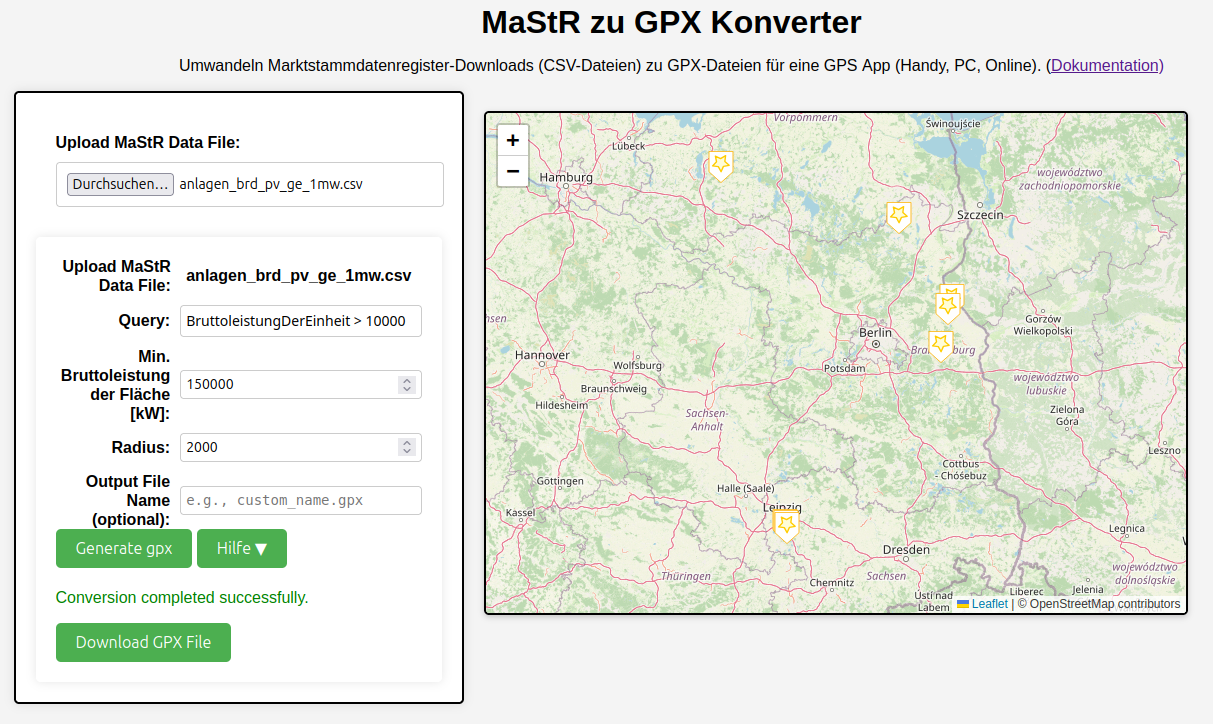 MaStR zu GPX Konverter
Umwandeln Marktstammdatenregister-Downloads (CSV-Dateien) zu GPX-Dateien für eine GPS App (Handy, PC, Online). (Dokumentation)
Upload MaStR Data File:
Durchsuchen... anlagen_brd_pv_ge_1mw.csv
Upload MaStR
Data File:
anlagen_brd_pv_ge_1mw.csv
Query:
BruttoleistungDerEinheit > 10000
Min.
Bruttoleistung
der Fläche
[kW]:
150000
Radius:
2000
Output File
Name
(optional):
e.g., custom_name.gpx
Generate gpx
Hilfe ▼
Conversion completed successfully.
Download GPX File
+
−
Vorpommern
Świnoujście
Lübeck
Hamburg
województwo
zachodniopomorskie
Szczecin
sen
Berlin
Gorzów
Wielkopolski
Hannover
Wolfsburg
Potsdam
Braunschweig
województwo
lubuskie
Hildesheim
Sachsen-
Anhalt
Zielona
Góra
Leszno
Göttingen
Cottbus
- Chóśebuz
Halle (Saale)
Kassel
Leipzig
Legnica
Dresden
Thüringen
Chemnitz
Sachsen
województwo
dolnośląskie
Ústí nad
Labem
Liberec
Jelenia
Leaflet | © OpenStreetMap contributors